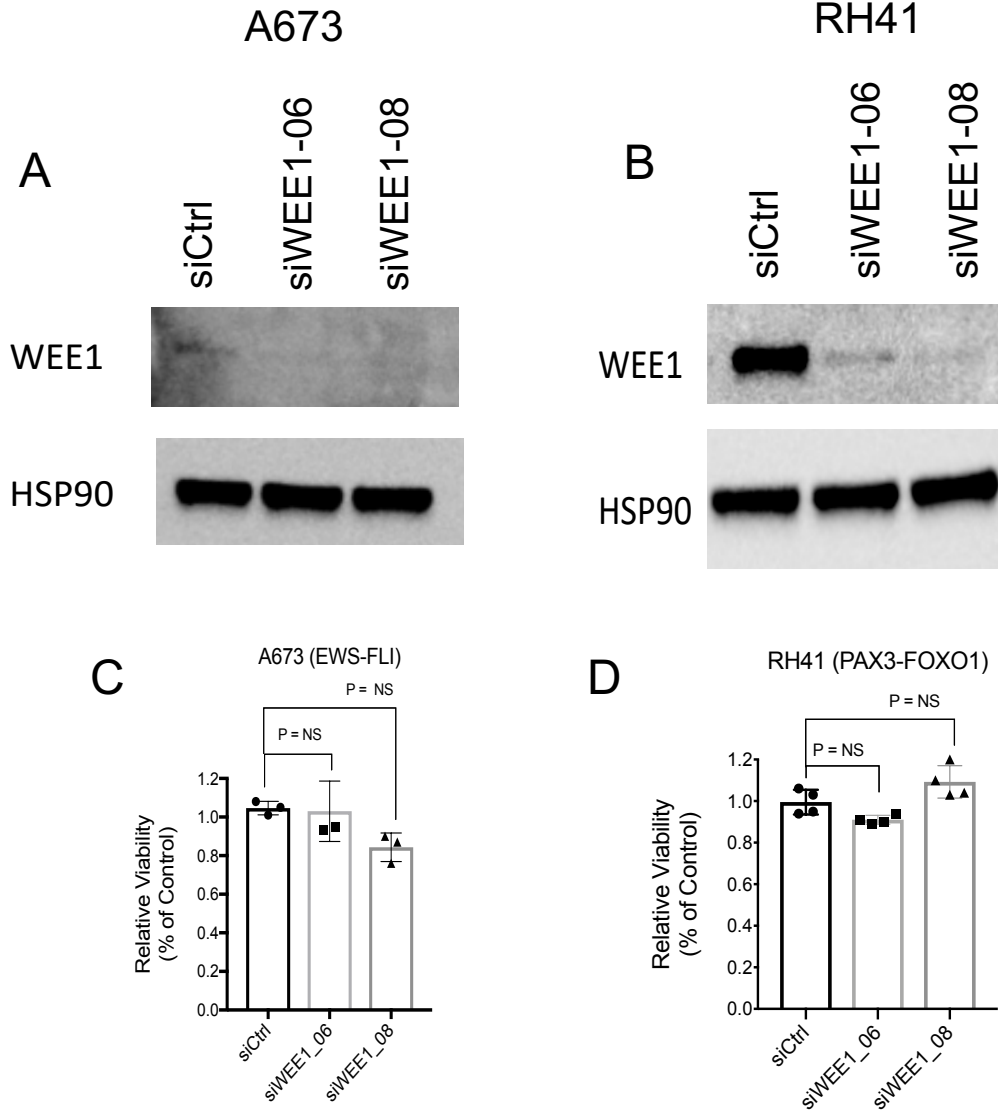 A673
RH41
A
siCtrl
siWEE1-06
siWEE1-08
B
siCtrl
siWEE1-06
siWEE1-08
WEE1
WEE1
HSP90
HSP90
C
A673 (EWS-FLI)
P = NS
P = NS
Relative Viability
(% of Control)
1.2
1.0
0.8
0.6
0.4
0.2
0.0
siCtrl
siWEE1_06
siWEE1_08
D
RH41 (PAX3-FOXO1)
P = NS
P = NS
Relative Viability
(% of Control)
1.2
1.0
0.8
0.6
0.4
0.2
0.0
siCtrl
siWEE1_06
siWEE1_08